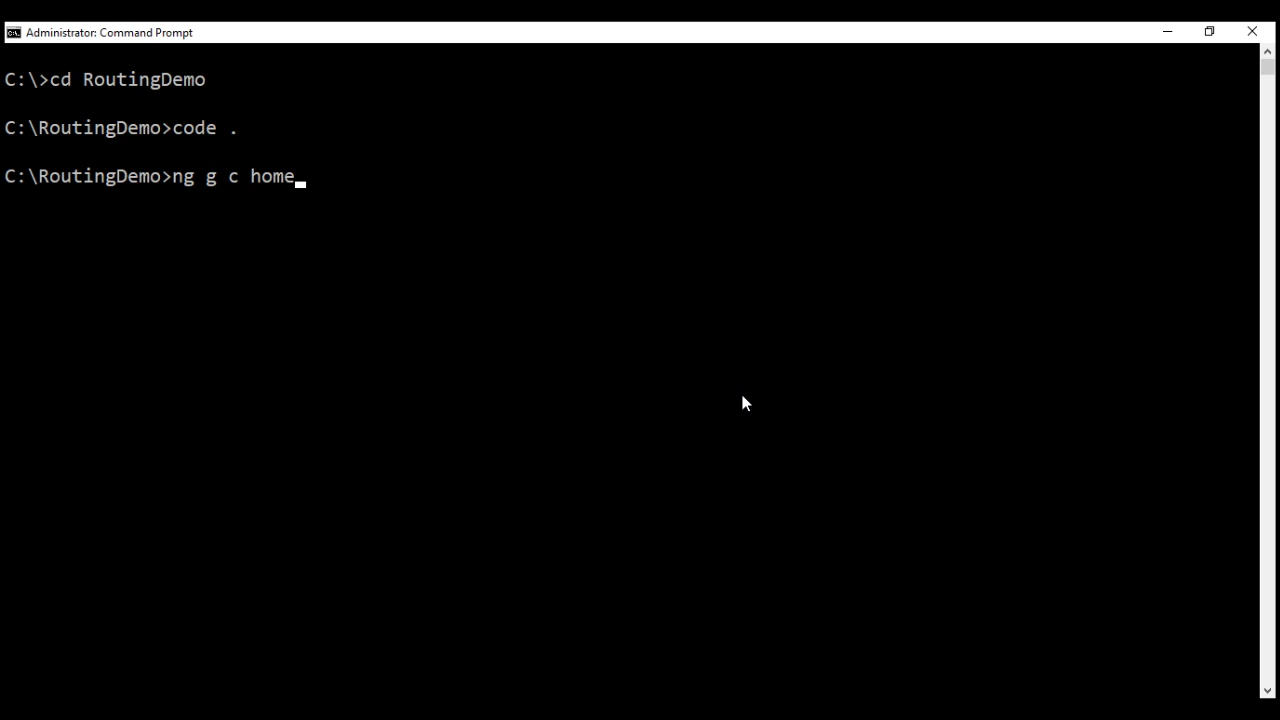 Administrator: Command Prompt
C:\>cd RoutingDemo
C:\RoutingDemo>code .
C:\RoutingDemo>ng g c home